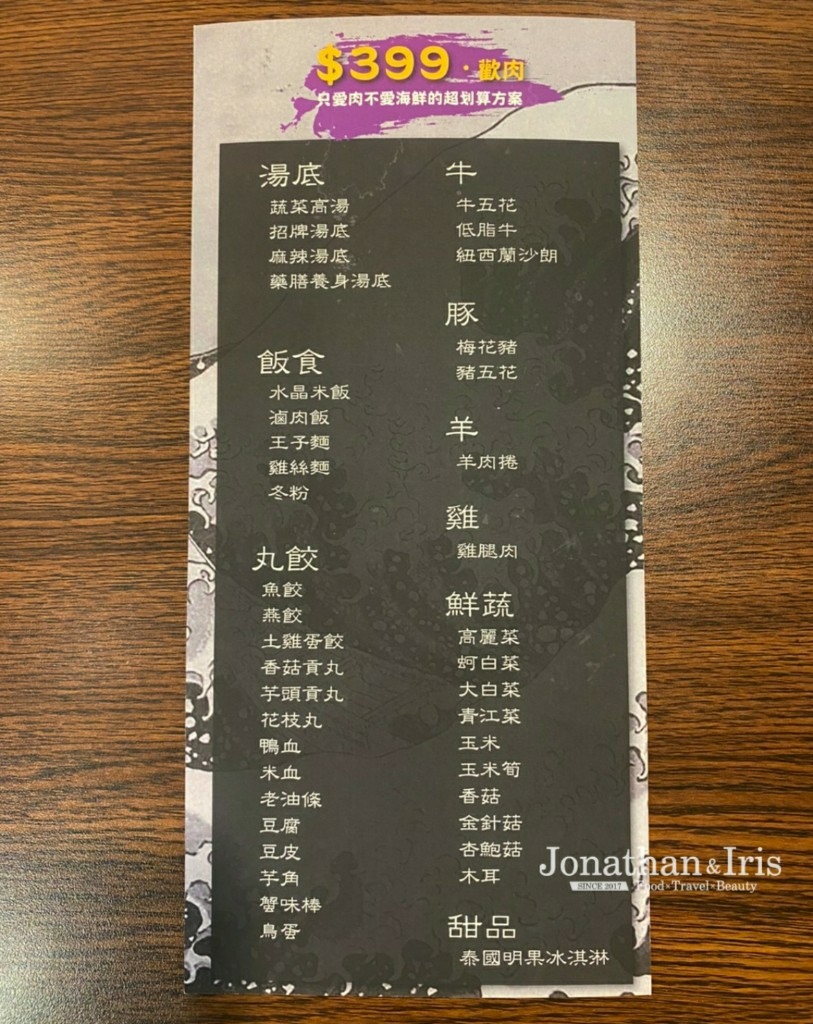 $399·歡肉
只愛肉不愛海鮮的超划算方案
湯底
蔬菜高湯
招牌湯底
麻辣湯底
藥膳養身湯底
飯食
水晶米飯
滷肉飯
王子麵
雞絲麵
冬粉
丸餃
魚餃
燕餃
土雞蛋餃
香菇貢丸
芋頭貢丸
花枝丸
鴨血
米血
老油條
豆腐
豆皮
芋角
蟹味棒
鳥蛋
牛
牛五花
低脂牛
紐西蘭沙朗
豚
梅花豬
豬五花
羊
羊肉捲
雞
雞腿肉
鮮蔬
高麗菜
蚵白菜
大白菜
青江菜
玉米
玉米筍
香菇
金針菇
杏鮑菇
木耳
甜品
泰國明果冰淇淋
Jonathan&Iris
SINCE 2017 Food×Travel×Beauty